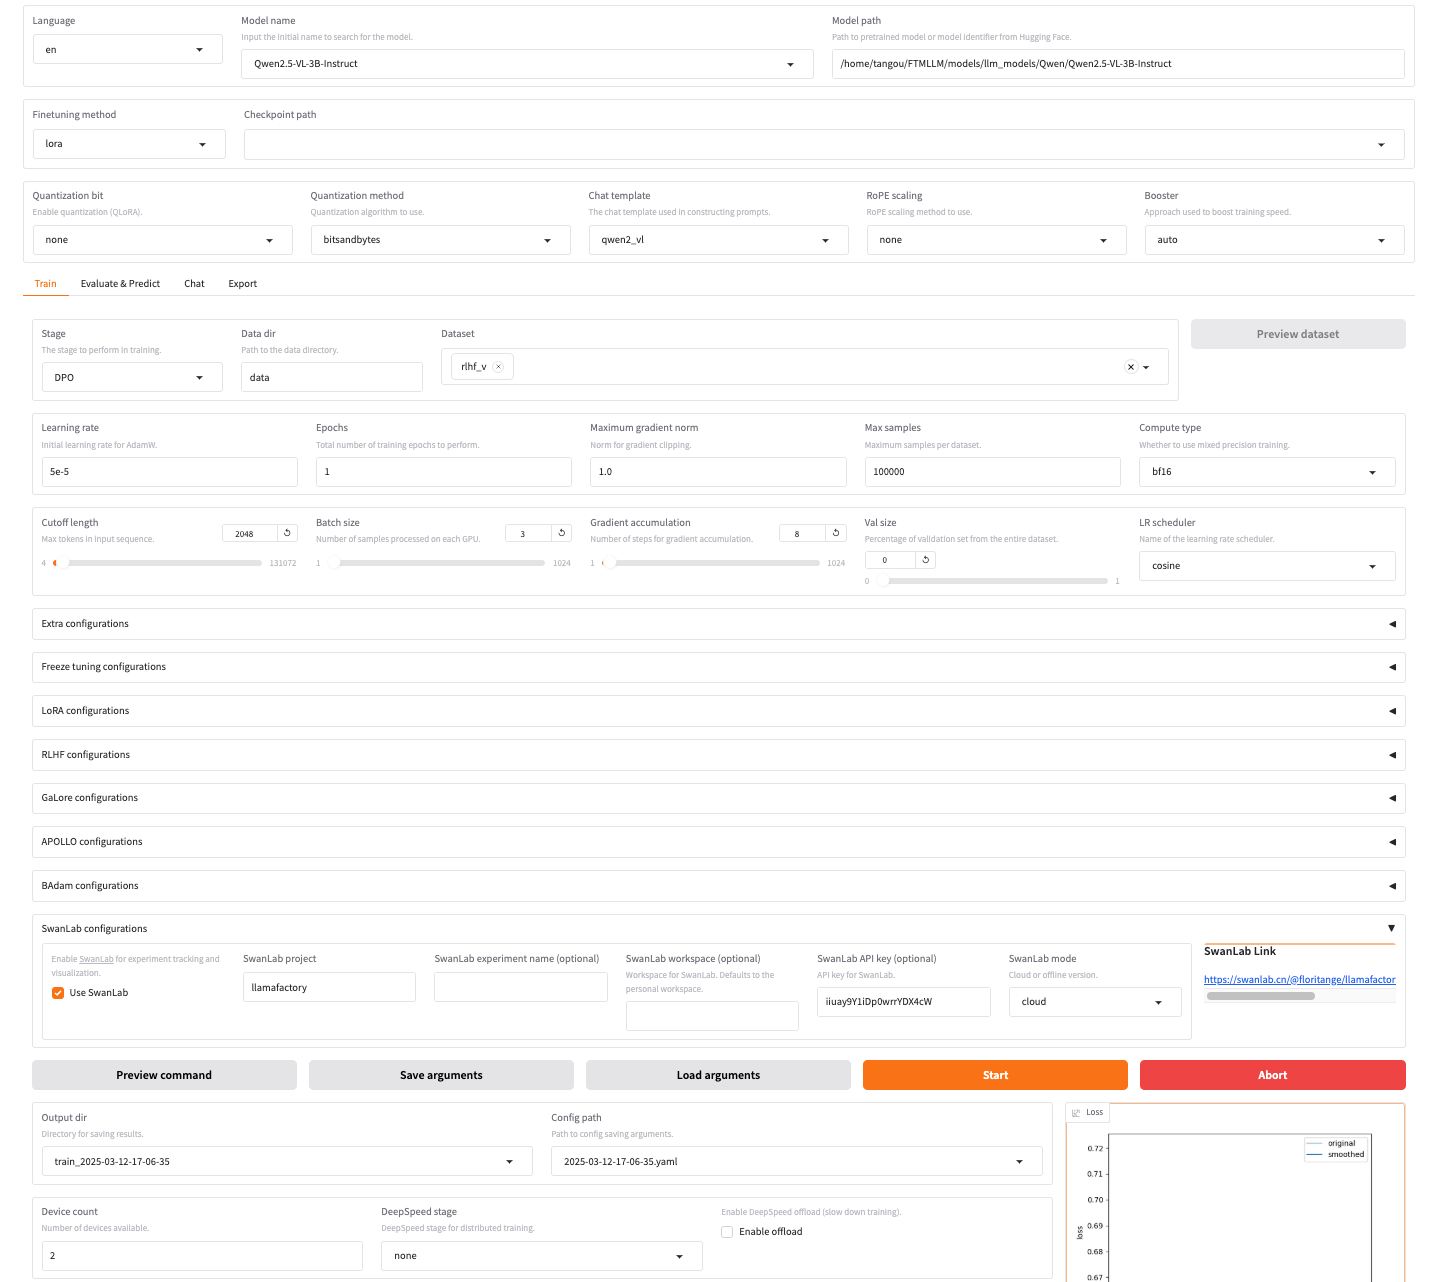 Language
en
Model name
Input the initial name to search for the model.
Qwen2.5-VL-3B-Instruct
Model path
Path to pretrained model or model identifier from Hugging Face.
/home/tangou/FTMLLM/models/llm_models/Qwen/Qwen2.5-VL-3B-Instruct
Finetuning method
lora
Checkpoint path
Quantization bit
Enable quantization (QLoRA).
none
Quantization method
Quantization algorithm to use.
bitsandbytes
Chat template
The chat template used in constructing prompts.
qwen2_vl
RoPE scaling
RoPE scaling method to use.
none
Booster
Approach used to boost training speed.
auto
Train
Evaluate & Predict
Chat
Export
Stage
The stage to perform in training.
DPO
Data dir
Path to the data directory.
data
Dataset
rlhf_v
Preview dataset
Learning rate
Initial learning rate for AdamW.
5e-5
Epochs
Total number of training epochs to perform.
1
Maximum gradient norm
Norm for gradient clipping.
1.0
Max samples
Maximum samples per dataset.
100000
Compute type
Whether to use mixed precision training.
bf16
Cutoff length
Max tokens in input sequence.
2048
4
131072
Batch size
Number of samples processed on each GPU.
3
1
1024
Gradient accumulation
Number of steps for gradient accumulation.
8
1
1024
Val size
Percentage of validation set from the entire dataset.
0
0
1
LR scheduler
Name of the learning rate scheduler.
cosine
Extra configurations
Freeze tuning configurations
LoRA configurations
RLHF configurations
GaLore configurations
APOLLO configurations
BAdam configurations
SwanLab configurations
Enable SwanLab for experiment tracking and
visualization.
Use SwanLab
SwanLab project
llamafactory
SwanLab experiment name (optional)
SwanLab workspace (optional)
Workspace for SwanLab. Defaults to the
personal workspace.
SwanLab API key (optional)
API key for SwanLab.
iiuay9Y1iDp0wrrYDX4cW
SwanLab mode
Cloud or offline version.
cloud
SwanLab Link
https://swanlab.cn/@floritange/llamafactor
Preview command
Save arguments
Load arguments
Start
Abort
Output dir
Directory for saving results.
train_2025-03-12-17-06-35
Config path
Path to config saving arguments.
2025-03-12-17-06-35.yaml
Device count
Number of devices available.
2
DeepSpeed stage
DeepSpeed stage for distributed training.
none
Enable DeepSpeed offload (slow down training).
Enable offload
Loss
original
smoothed
0.72
0.71
0.70
0.69
0.68
0.67
loss